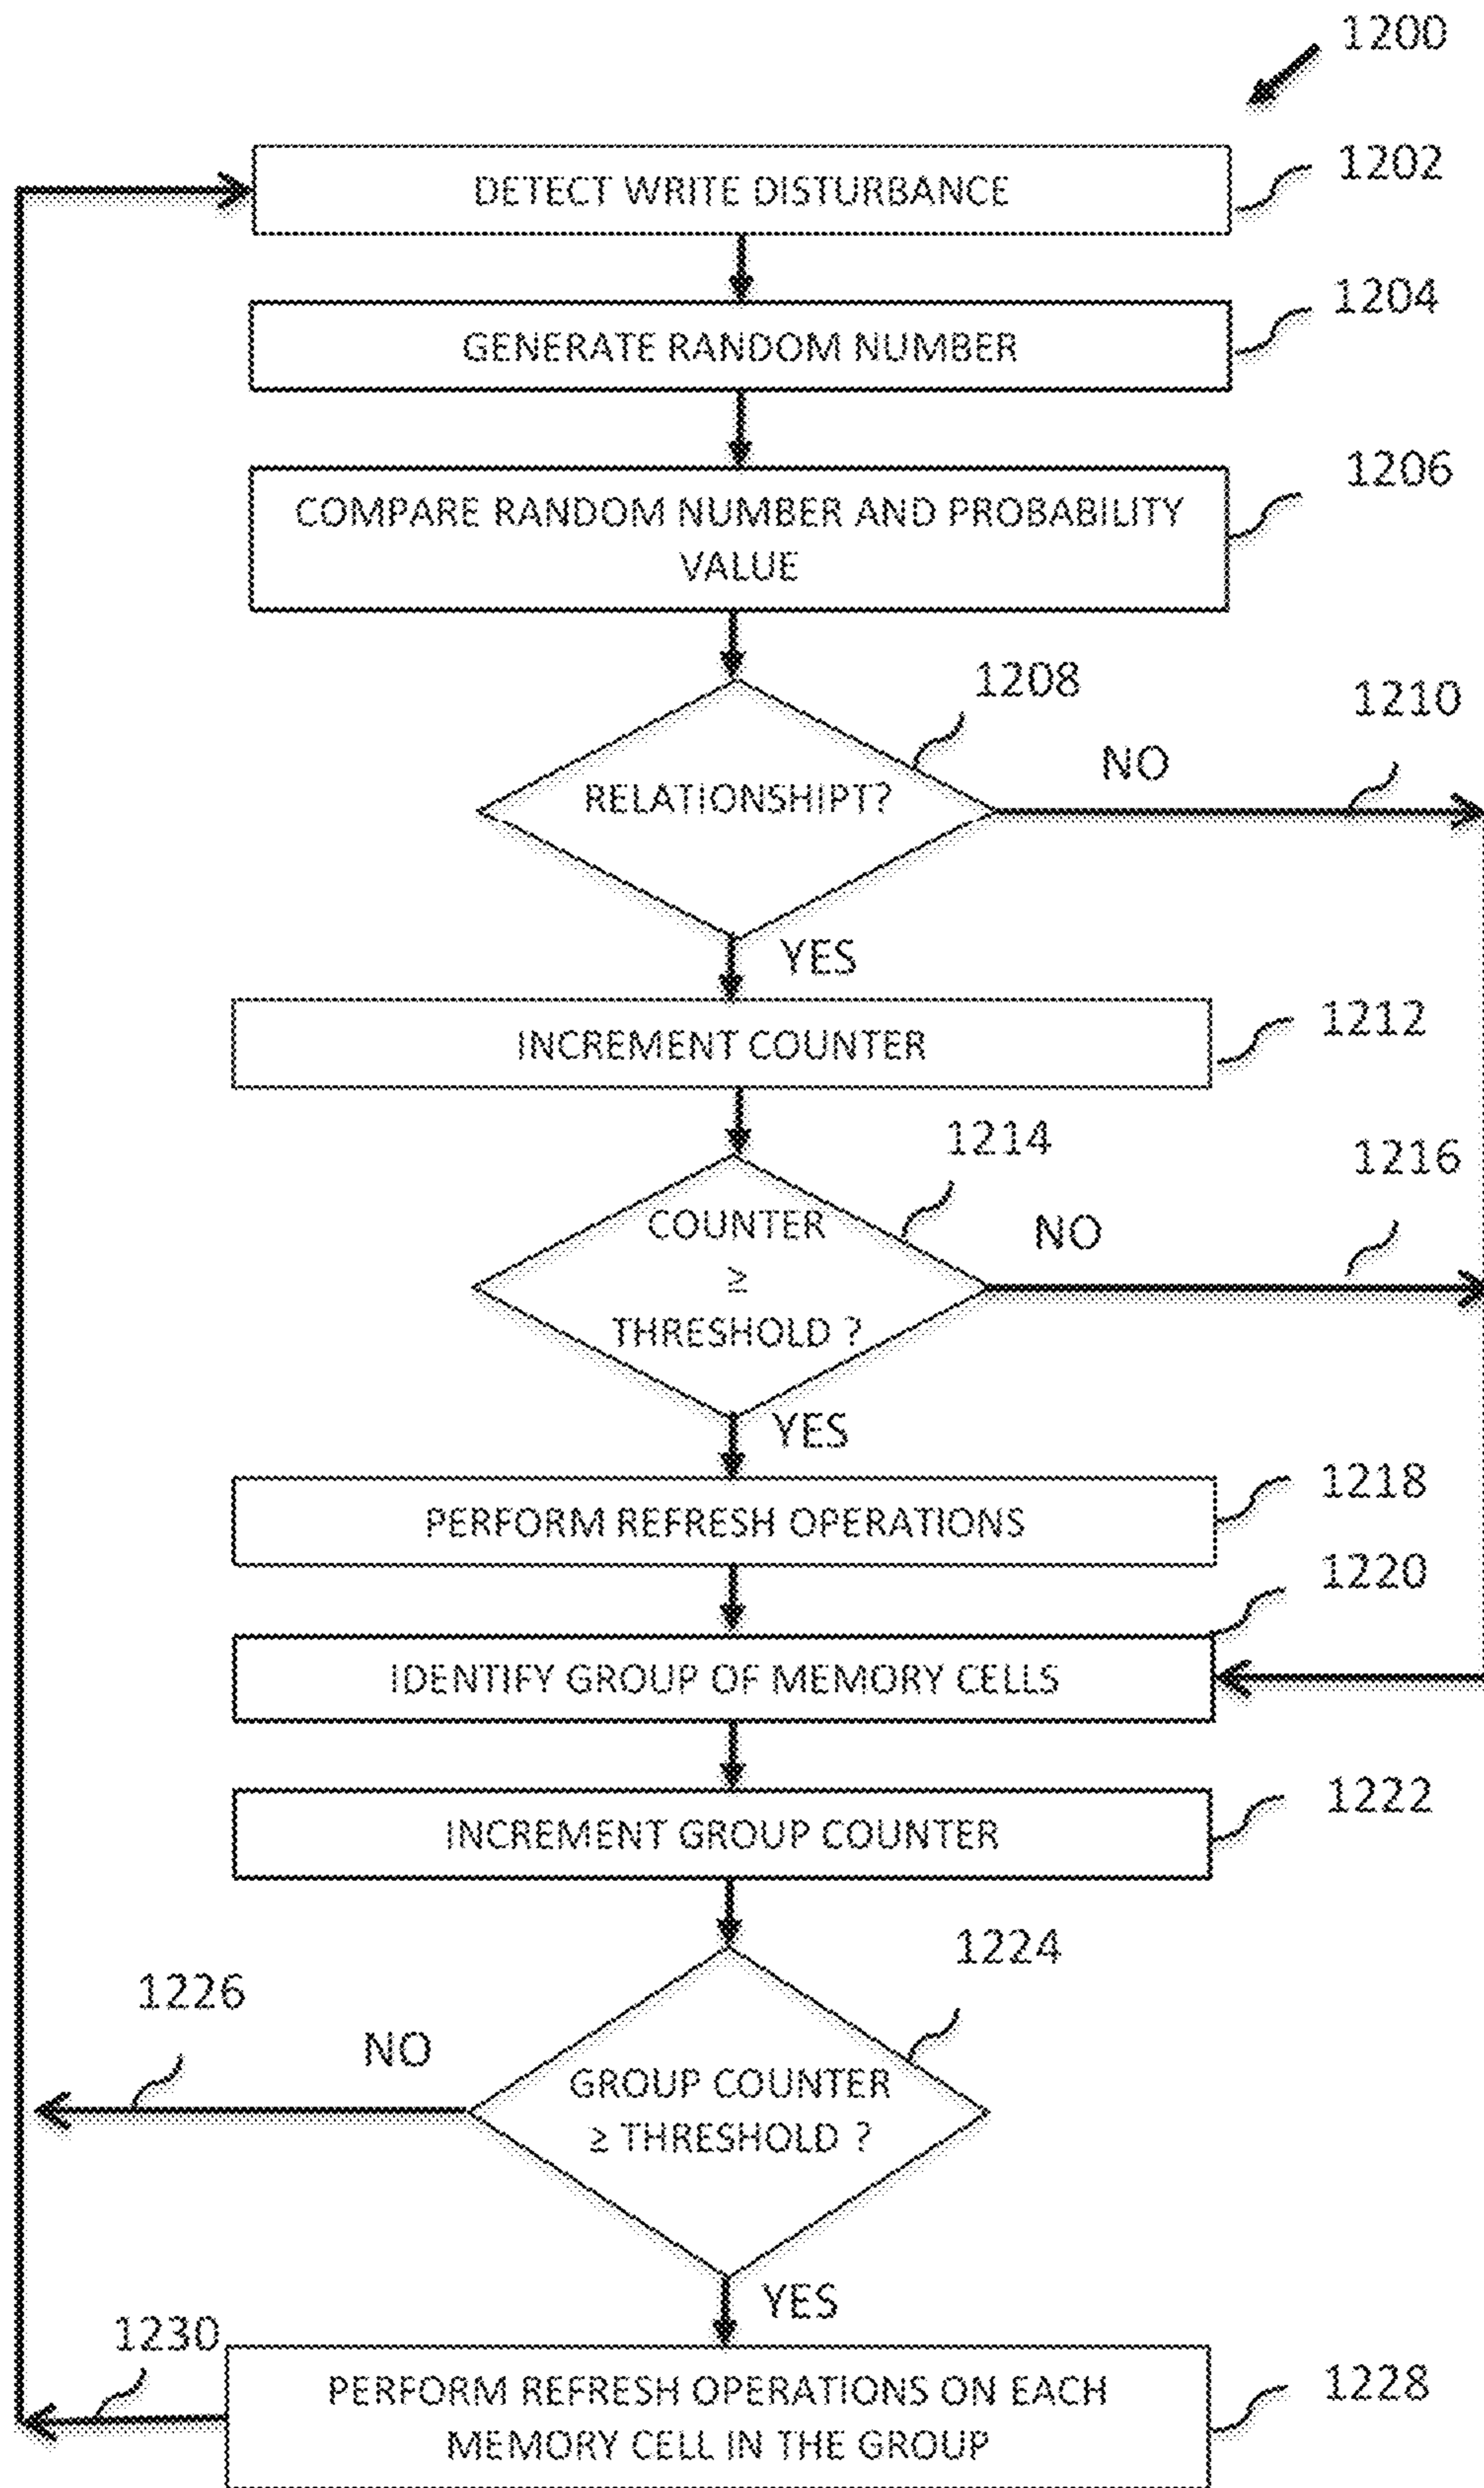 1200
DETECT WRITE DISTURBANCE
1202
GENERATE RANDOM NUMBER
1204
COMPARE RANDOM NUMBER AND PROBABILITY
VALUE
1206
RELATIONSHIPT?
1208
NO
1210
YES
INCREMENT COUNTER
1212
COUNTER
≥
THRESHOLD ?
1214
NO
1216
YES
PERFORM REFRESH OPERATIONS
1218
IDENTIFY GROUP OF MEMORY CELLS
1220
INCREMENT GROUP COUNTER
1222
GROUP COUNTER
≥ THRESHOLD ?
1224
NO
1226
YES
PERFORM REFRESH OPERATIONS ON EACH
MEMORY CELL IN THE GROUP
1228
1230